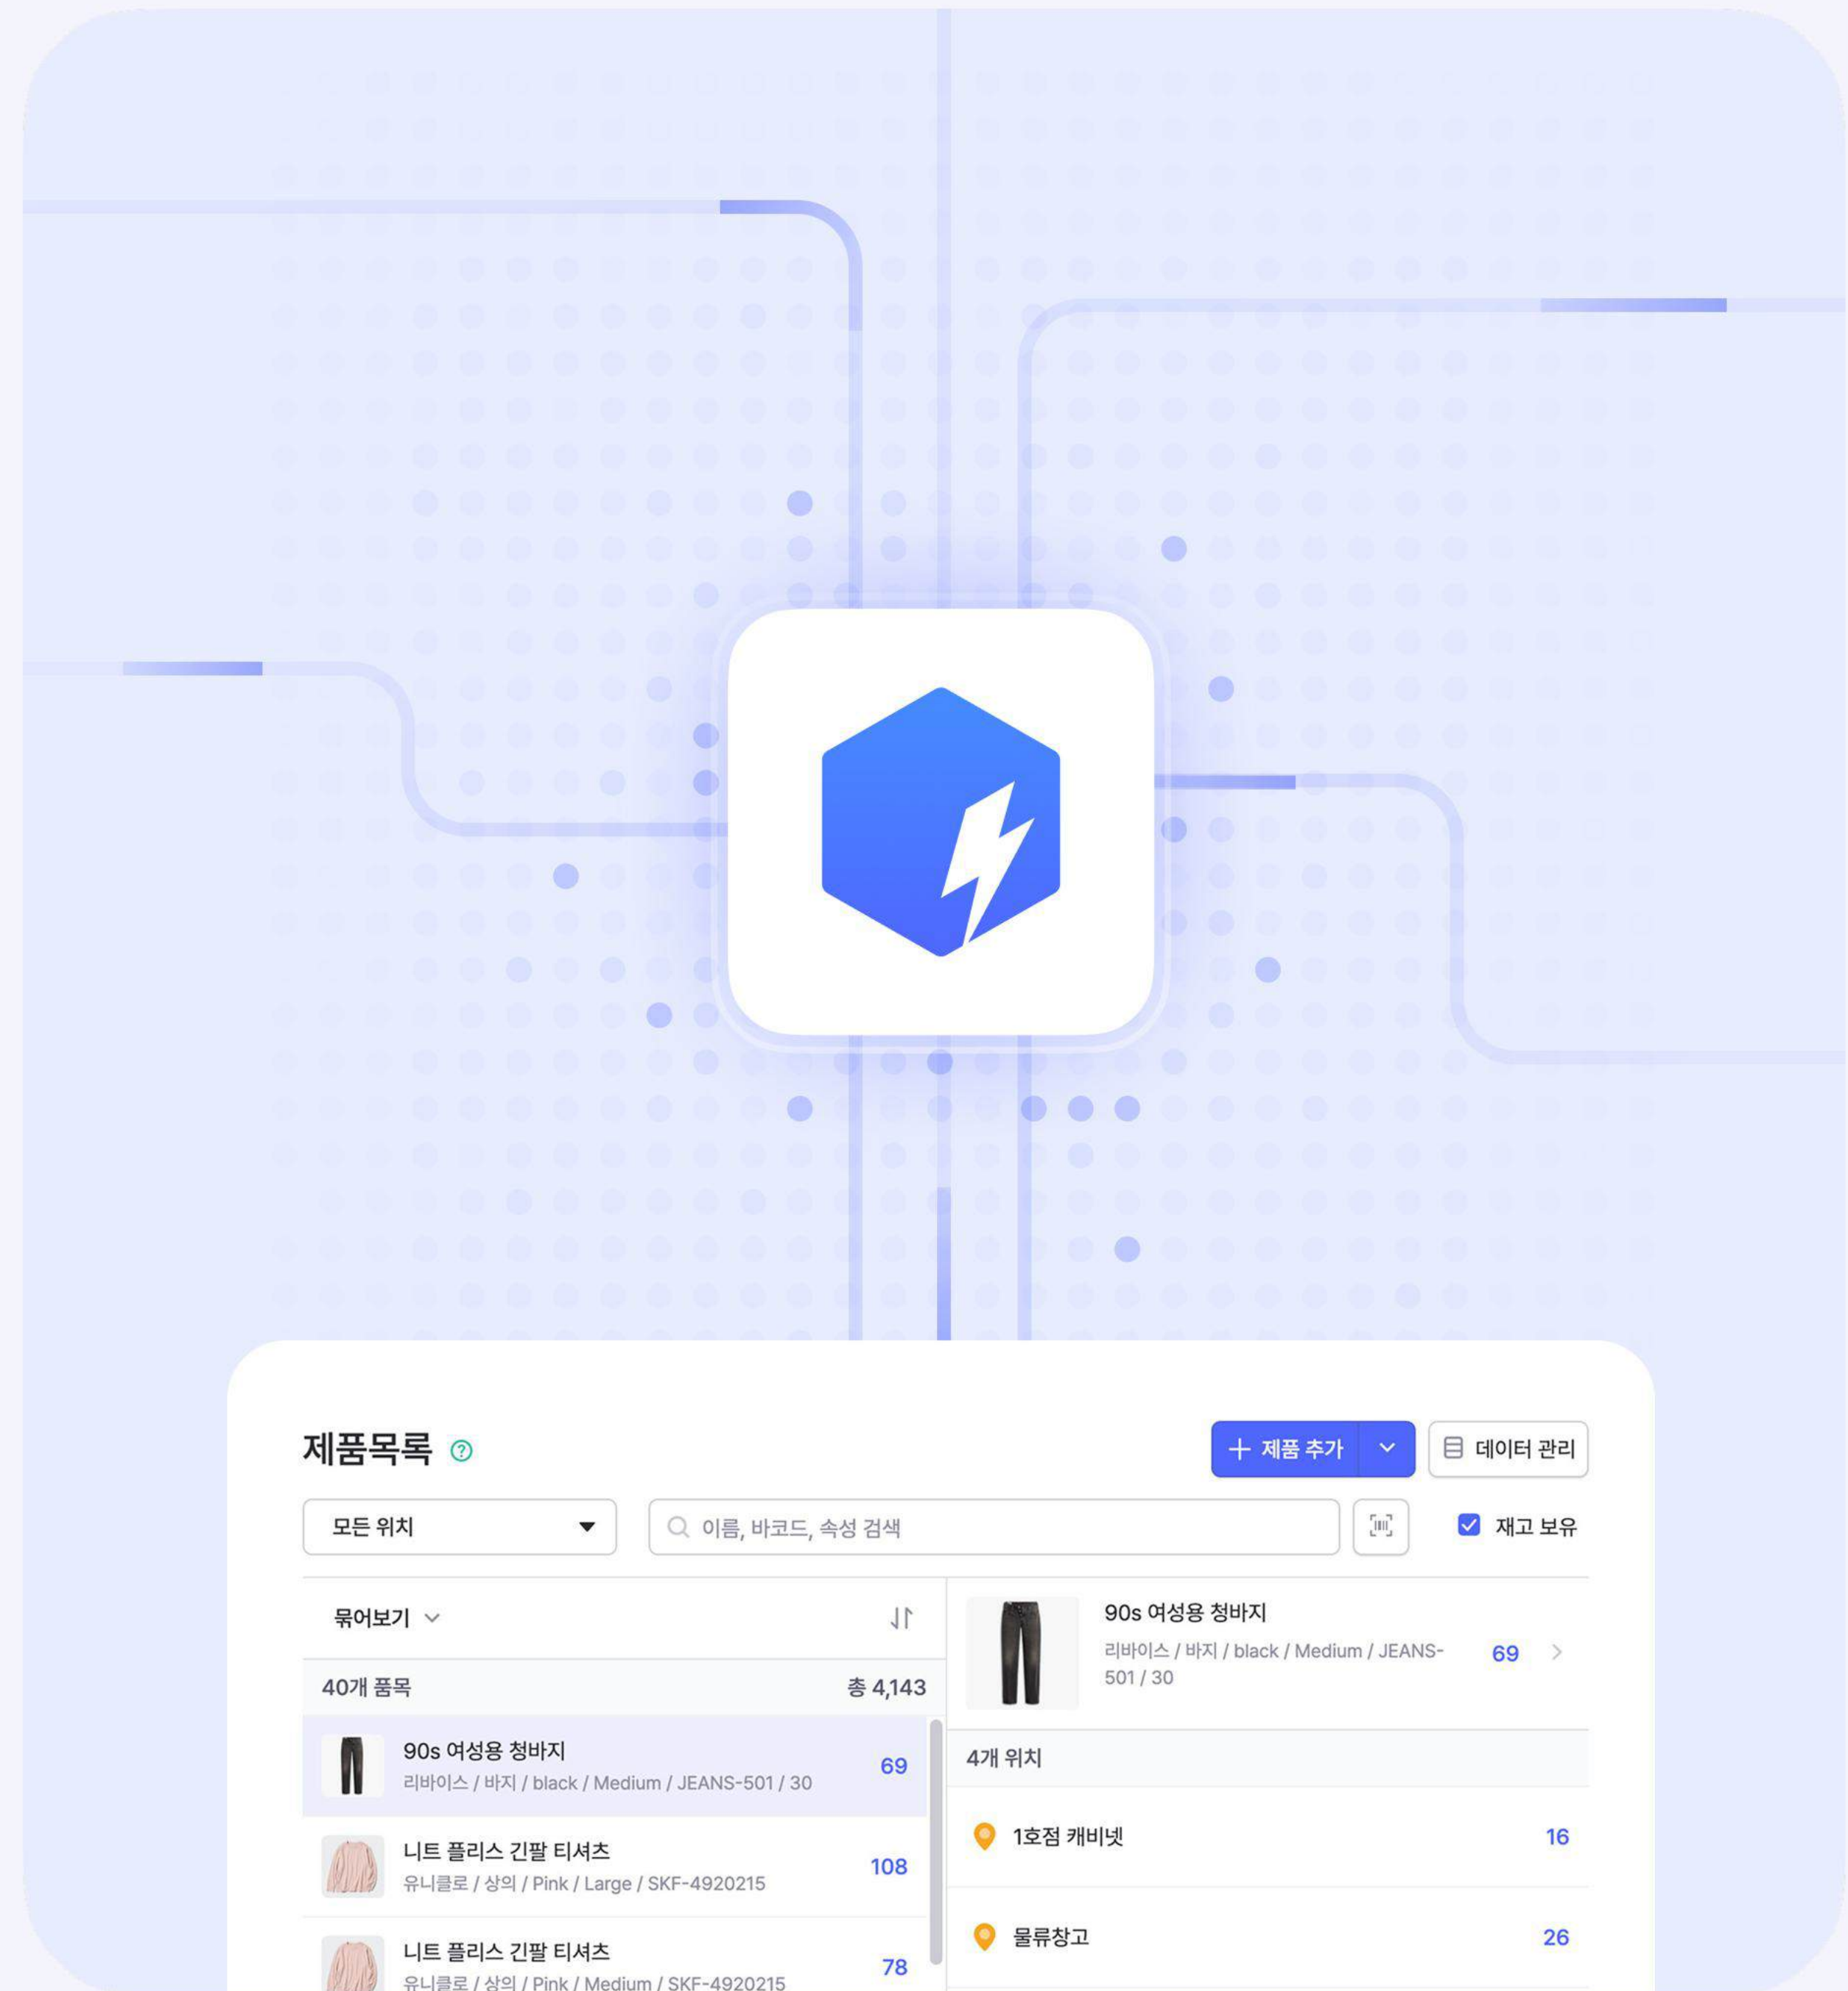 제품목록
제품 추가
데이터 관리
모든 위치
이름, 바코드, 속성 검색
재고 보유
묶어보기
40개 품목 총 4,143
90s 여성용 청바지
리바이스 / 바지 / black / Medium / JEANS-501 / 30
69
니트 플리스 긴팔 티셔츠
유니클로 / 상의 / Pink / Large / SKF-4920215
108
니트 플리스 긴팔 티셔츠
유니클로 / 상의 / Pink / Medium / SKF-4920215
78
90s 여성용 청바지
리바이스 / 바지 / black / Medium / JEANS-
501 / 30
69
4개 위치
1호점 캐비넷 16
물류창고 26